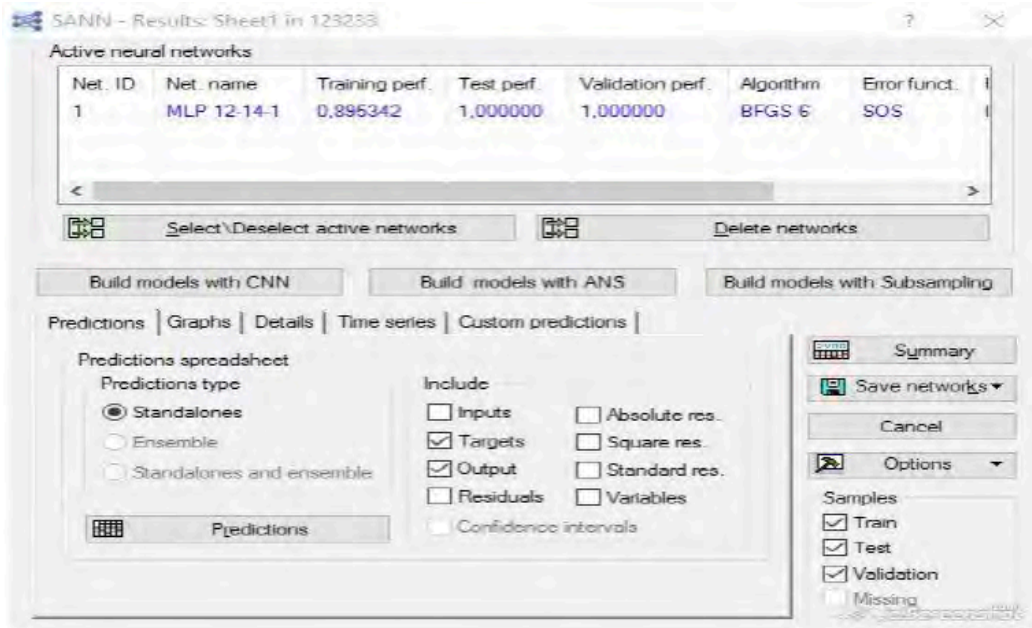 SANN - Results: Sheet1 in 123233
? ×
Active neural networks
Net. ID Net. name Training perf. Test perf. Validation perf. Algorithm Error funct.
1 MLP 12-14-1 0,895342 1,000000 1,000000 BFGS 6 SOS
Select\Deselect active networks
Delete networks
Build models with CNN
Build models with ANS
Build models with Subsampling
Predictions Graphs Details Time series Custom predictions
Predictions spreadsheet
Predictions type
Standalones
Ensemble
Standalones and ensemble
Predictions
Include
Inputs
Targets
Output
Residuals
Confidence intervals
Absolute res.
Square res.
Standard res.
Variables
Summary
Save networks
Cancel
Options
Samples
Train
Test
Validation
Missing